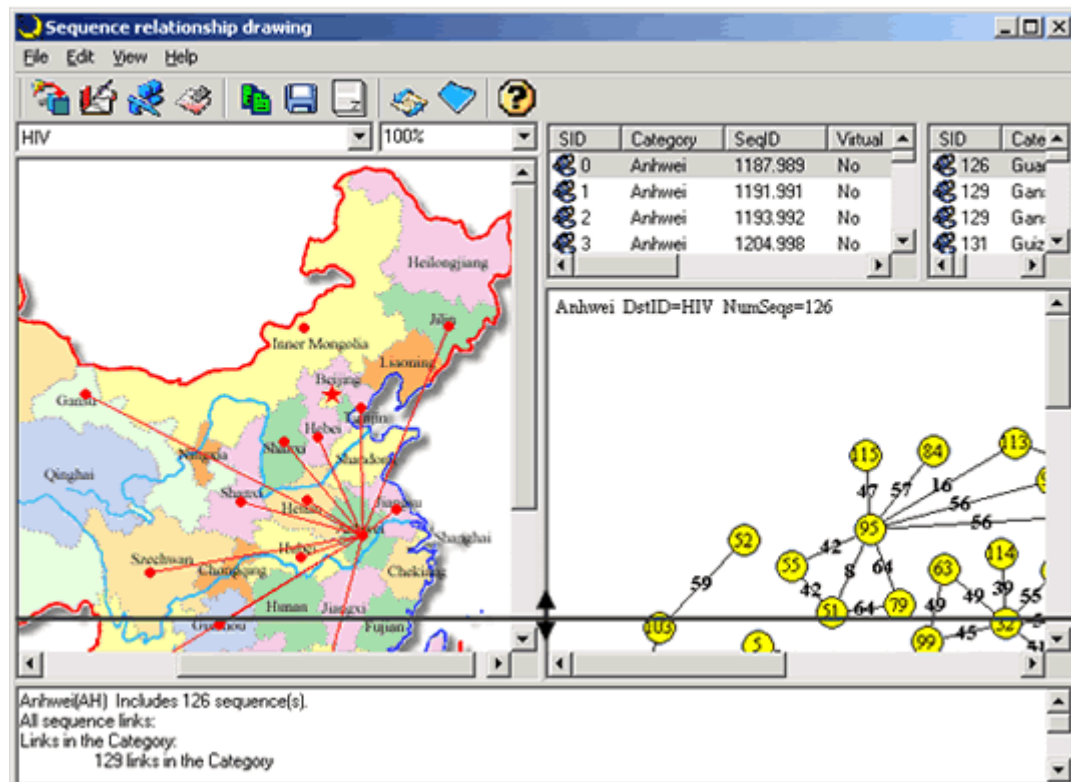 Sequence relationship drawing
File Edit View Help
HIV 100%
SID Category SeqID Virtual
0 Anhwei 1187.989 No
1 Anhwei 1191.991 No
2 Anhwei 1193.992 No
3 Anhwei 1204.998 No
SID Cate
126 Guar
129 Gans
129 Gans
131 Guiz
Heilongjiang
Jilin
Inner Mongolia
Liaoning
Beijing
Gansu
Tianjing
Hebei
Shanxi
Shandong
Ningxia
Qinghai
Shanxi
Henan
Jiangsu
Anhwei
Shanghai
Szechwan
Hubei
Chongqing
Chekiang
Hunan
Jiangxi
Guizhou
Fujian
Anhwei DstID=HIV NumSeqs=126
113
115
84
47
57
16
56
95
56
52
42
114
55
8
64
63
59
42
39
55
49
49
51
64
79
52
103
5
99
45
Anhwei(AH) Includes 126 sequence(s).
All sequence links:
Links in the Category:
129 links in the Category